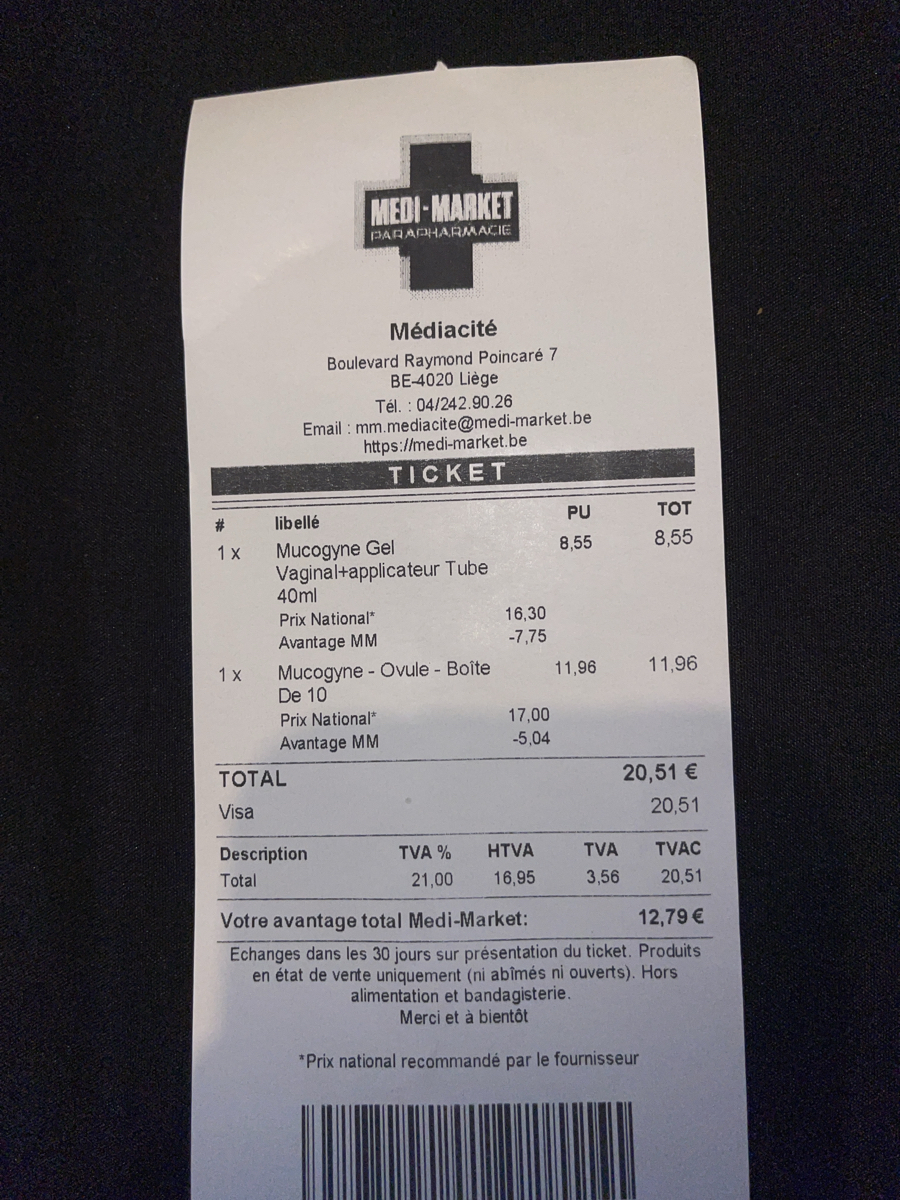 MEDI-MARKET
PARAPHARMACIE
Médiacité
Boulevard Raymond Poincaré 7
BE-4020 Liège
Tél. : 04/242.90.26
Email : mm.mediacite@medi-market.be
https://medi-market.be
TICKET
# libellé PU TOT
1 x Mucogyne Gel 8,55 8,55
Vaginal+applicateur Tube
40ml
Prix National* 16,30
Avantage MM -7,75
1 x Mucogyne - Ovule - Boîte 11,96 11,96
De 10
Prix National* 17,00
Avantage MM -5,04
TOTAL 20,51 €
Visa 20,51
Description TVA % HTVA TVA TVAC
Total 21,00 16,95 3,56 20,51
Votre avantage total Medi-Market: 12,79 €
Echanges dans les 30 jours sur présentation du ticket. Produits
en état de vente uniquement (ni abîmés ni ouverts). Hors
alimentation et bandagisterie.
Merci et à bientôt
*Prix national recommandé par le fournisseur